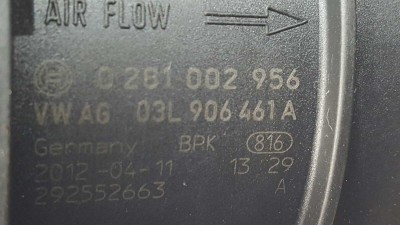 AIR FLOW
0 281 002 956
VW AG 03L 906 461 A
Germany BPK 816
2012-04-11 13 29
292552663 A